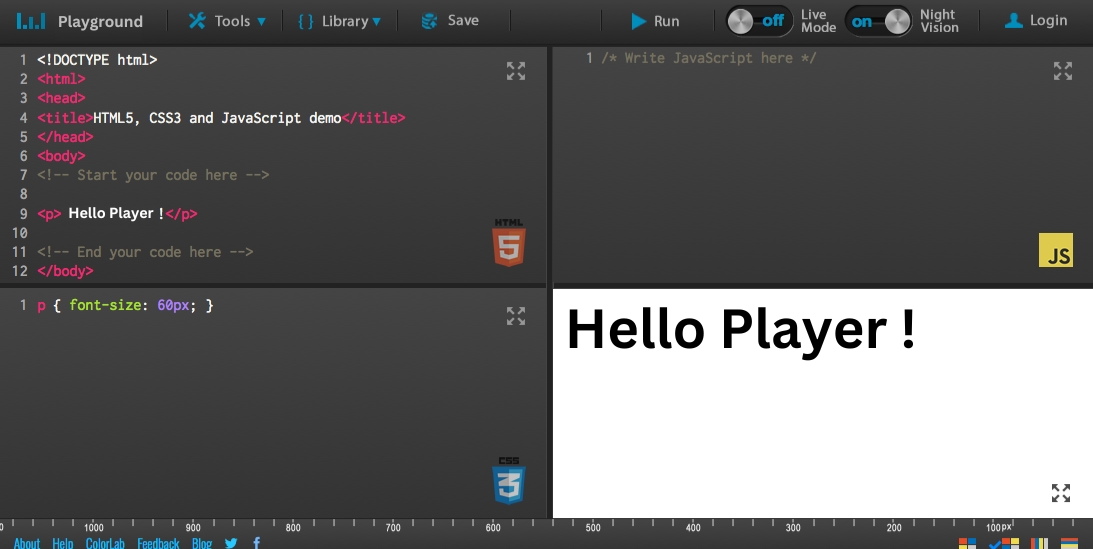 Playground Tools Library Save Run off Live Mode on Night Vision Login
1 <!DOCTYPE html>
2 <html>
3 <head>
4 <title>HTML5, CSS3 and JavaScript demo</title>
5 </head>
6 <body>
7 <!-- Start your code here -->
8
9 <p> Hello Player !</p>
10
11 <!-- End your code here -->
12 </body>
HTML
5
1 /* Write JavaScript here */
JS
1 p { font-size: 60px; }
CSS
3
Hello Player !
0 1000 900 800 700 600 500 400 300 200 100px
About Help ColorLab Feedback Blog